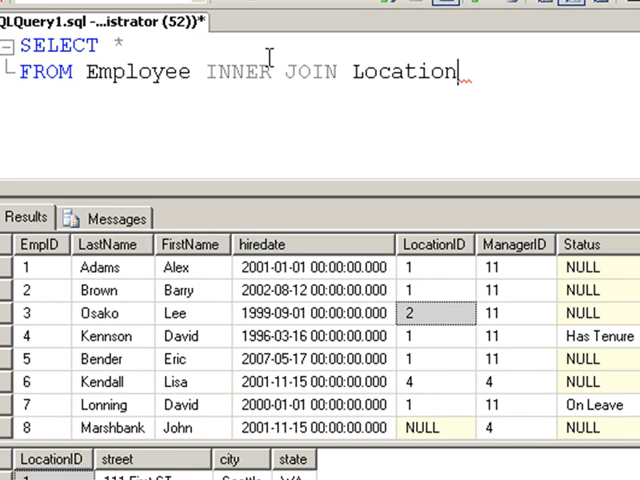 QLQuery1.sql -...istrator (52))*
SELECT *
FROM Employee INNER JOIN Location
Results Messages
EmpID LastName FirstName hiredate LocationID ManagerID Status
1 Adams Alex 2001-01-01 00:00:00.000 1 11 NULL
2 Brown Barry 2002-08-12 00:00:00.000 1 11 NULL
3 Osako Lee 1999-09-01 00:00:00.000 2 11 NULL
4 Kennson David 1996-03-16 00:00:00.000 1 11 Has Tenure
5 Bender Eric 2007-05-17 00:00:00.000 1 11 NULL
6 Kendall Lisa 2001-11-15 00:00:00.000 4 4 NULL
7 Lonning David 2000-01-01 00:00:00.000 1 11 On Leave
8 Marshbank John 2001-11-15 00:00:00.000 NULL 4 NULL
LocationID street city state